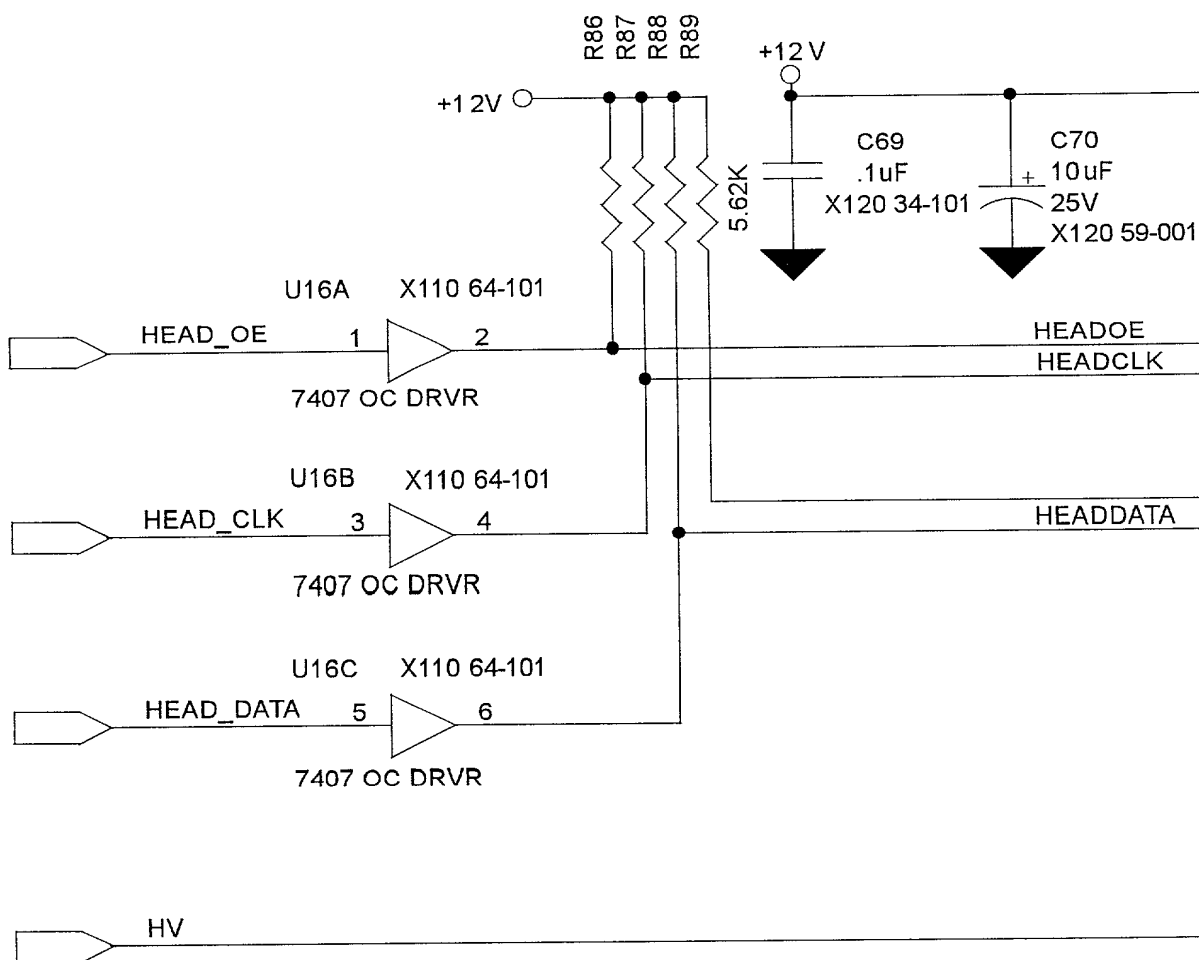 R86
R87
R88
R89
+12V
+12V
C69
.1uF
X120 34-101
C70
+
10uF
25V
X120 59-001
5.62K
U16A X110 64-101
HEAD_OE 1 2
7407 OC DRVR
HEADOE
HEADCLK
U16B X110 64-101
HEAD_CLK 3 4
7407 OC DRVR
HEADDATA
U16C X110 64-101
HEAD_DATA 5 6
7407 OC DRVR
HV